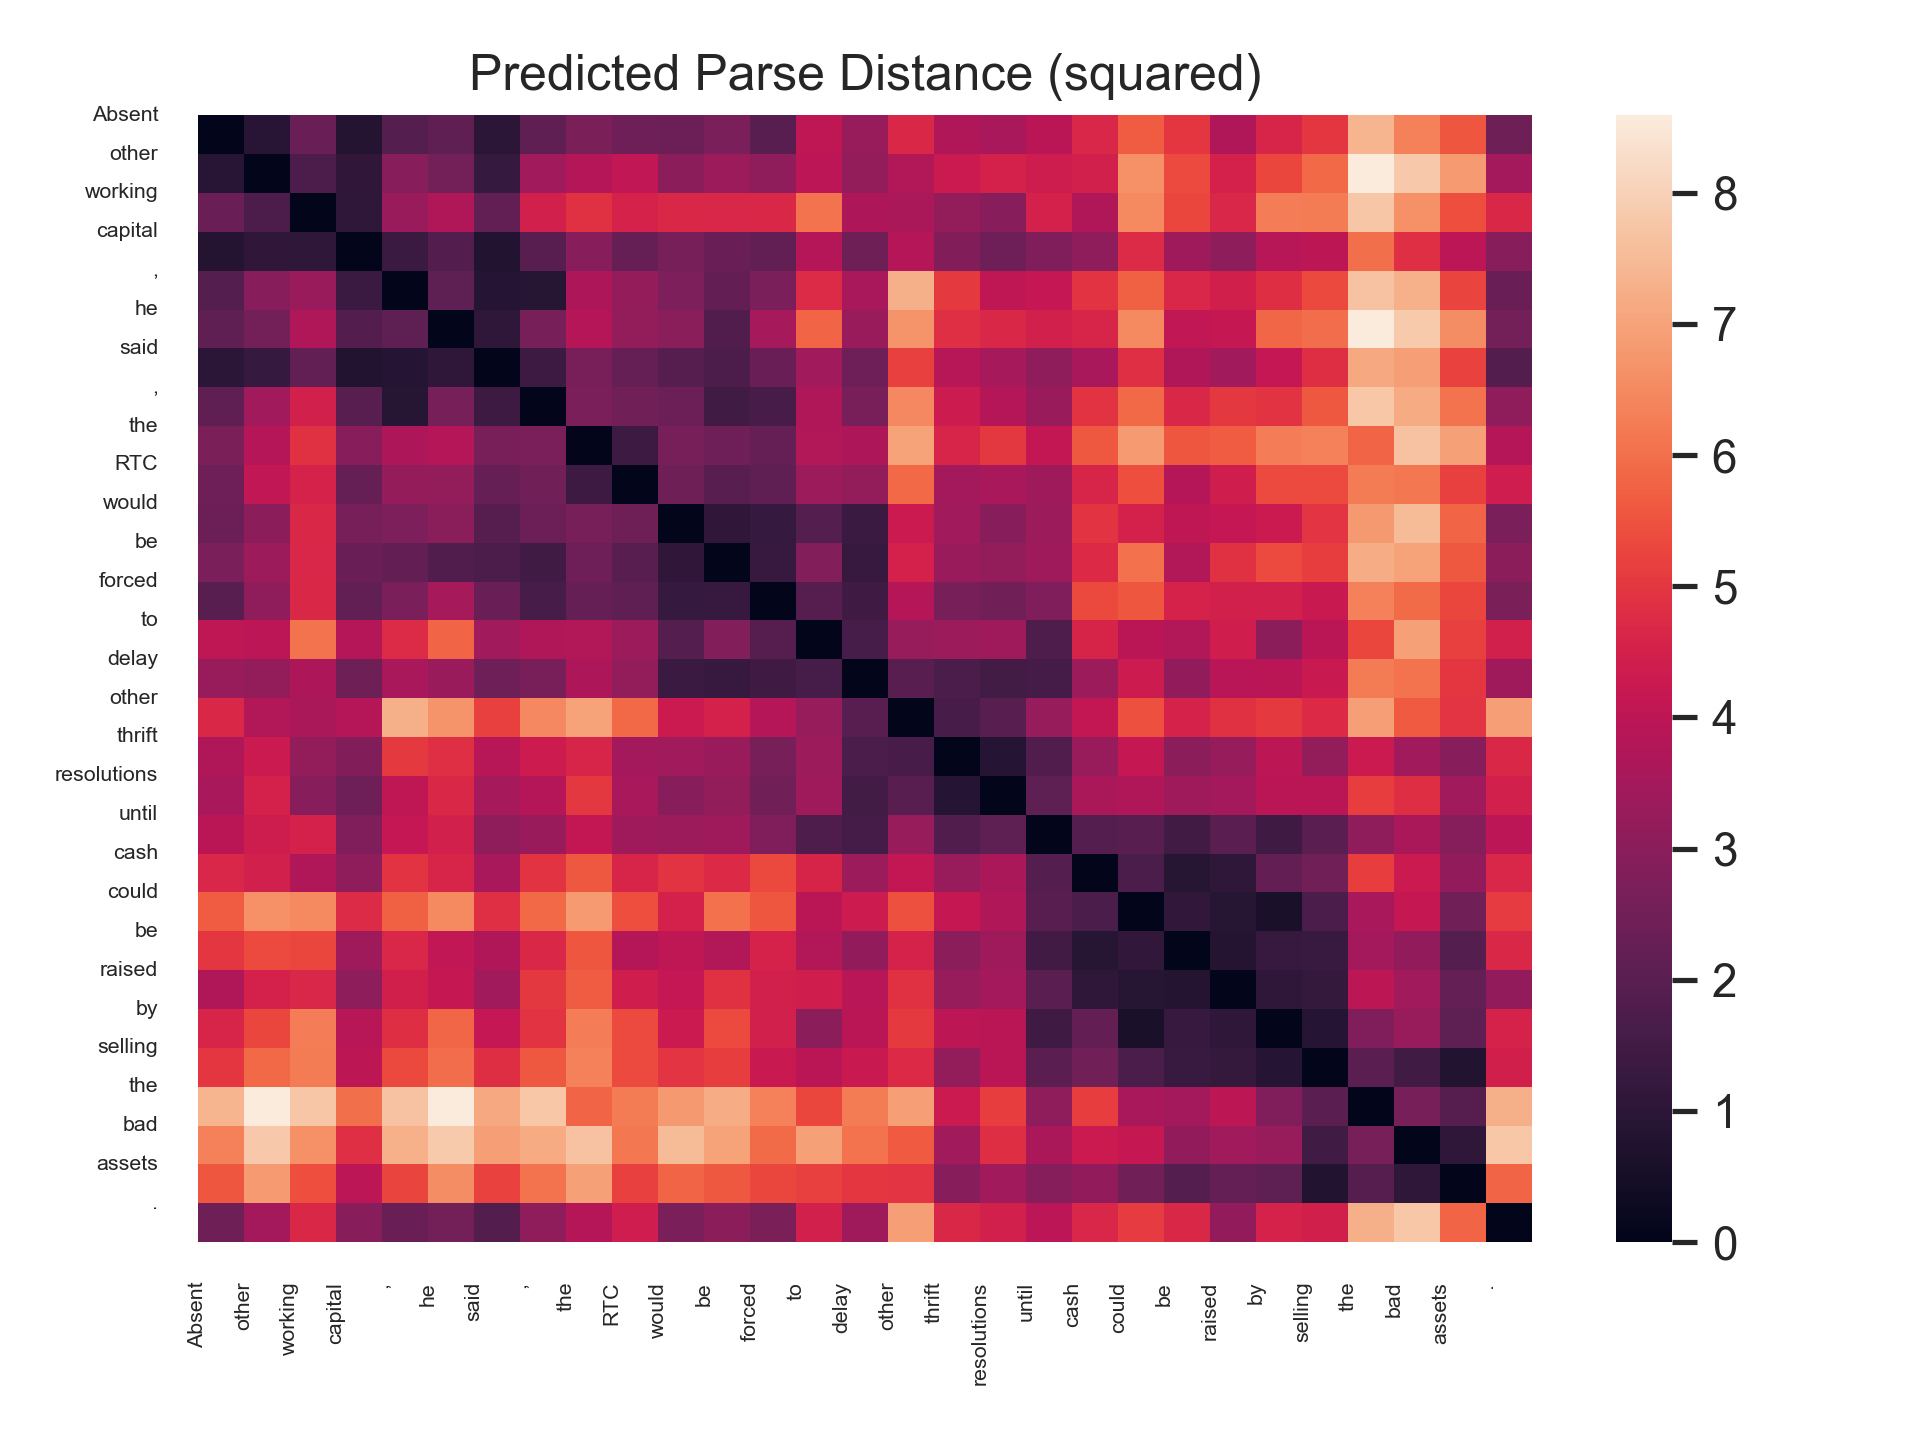 Predicted Parse Distance (squared)
Absent
other
working
capital
,
he
said
,
the
RTC
would
be
forced
to
delay
other
thrift
resolutions
until
cash
could
be
raised
by
selling
the
bad
assets
.
8
7
6
5
4
3
2
1
0
Absent
other
working
capital
,
he
said
,
the
RTC
would
be
forced
to
delay
other
thrift
resolutions
until
cash
could
be
raised
by
selling
the
bad
assets
.